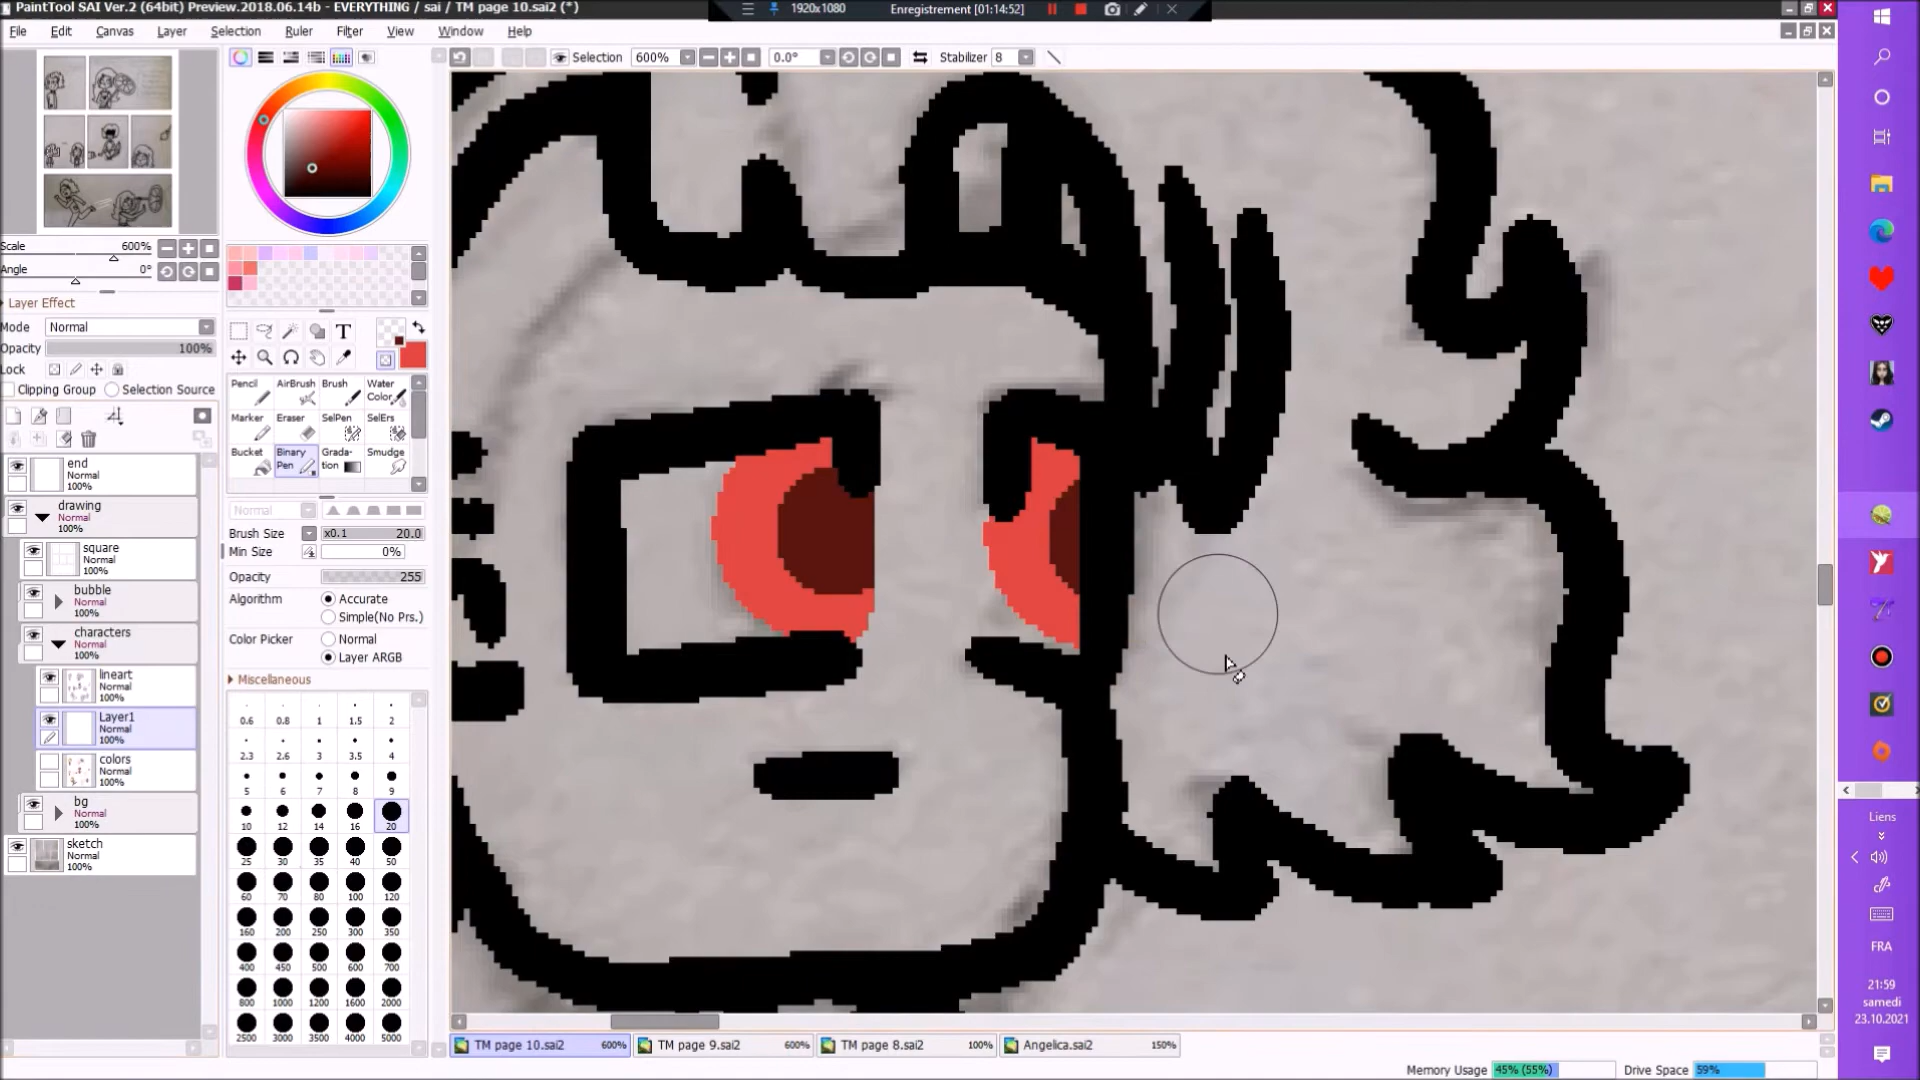 PaintTool SAI Ver.2 (64bit) Preview.2018.06.14b - EVERYTHING / sai / TM page 10.sai2 (*)
1920x1080
Enregistrement [01:14:52]
File Edit Canvas Layer Selection Ruler Filter View Window Help
Selection 600% 0.0° Stabilizer 8
Scale 600%
Angle 0°
Layer Effect
Mode Normal
Opacity 100%
Lock
Clipping Group Selection Source
end
Normal
100%
drawing
Normal
100%
square
Normal
100%
bubble
Normal
100%
characters
Normal
100%
lineart
Normal
100%
Layer1
Normal
100%
colors
Normal
100%
bg
Normal
100%
sketch
Normal
100%
T
Pencil AirBrush Brush Water Color
Marker Eraser SelPen SelErs
Bucket Binary Pen Grada-tion Smudge
Normal
Brush Size x0.1 20.0
Min Size 0%
Opacity 255
Algorithm Accurate
Simple(No Prs.)
Color Picker Normal
Layer ARGB
Miscellaneous
0.6 0.8 1 1.5 2
2.3 2.6 3 3.5 4
5 6 7 8 9
10 12 14 16 20
25 30 35 40 50
60 70 80 100 120
160 200 250 300 350
400 450 500 600 700
800 1000 1200 1600 2000
2500 3000 3500 4000 5000
TM page 10.sai2 600% TM page 9.sai2 600% TM page 8.sai2 100% Angelica.sai2 150%
Memory Usage 45% (55%) Drive Space 59%
Liens
FRA
21:59
samedi
23.10.2021